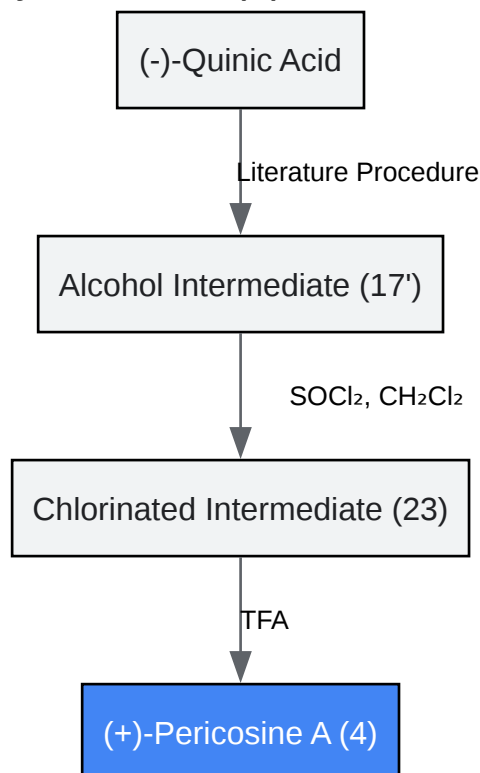 (-)-Quinic Acid
Literature Procedure
Alcohol Intermediate (17')
SOCl₂, CH₂Cl₂
Chlorinated Intermediate (23)
TFA
(+)-Pericosine A (4)